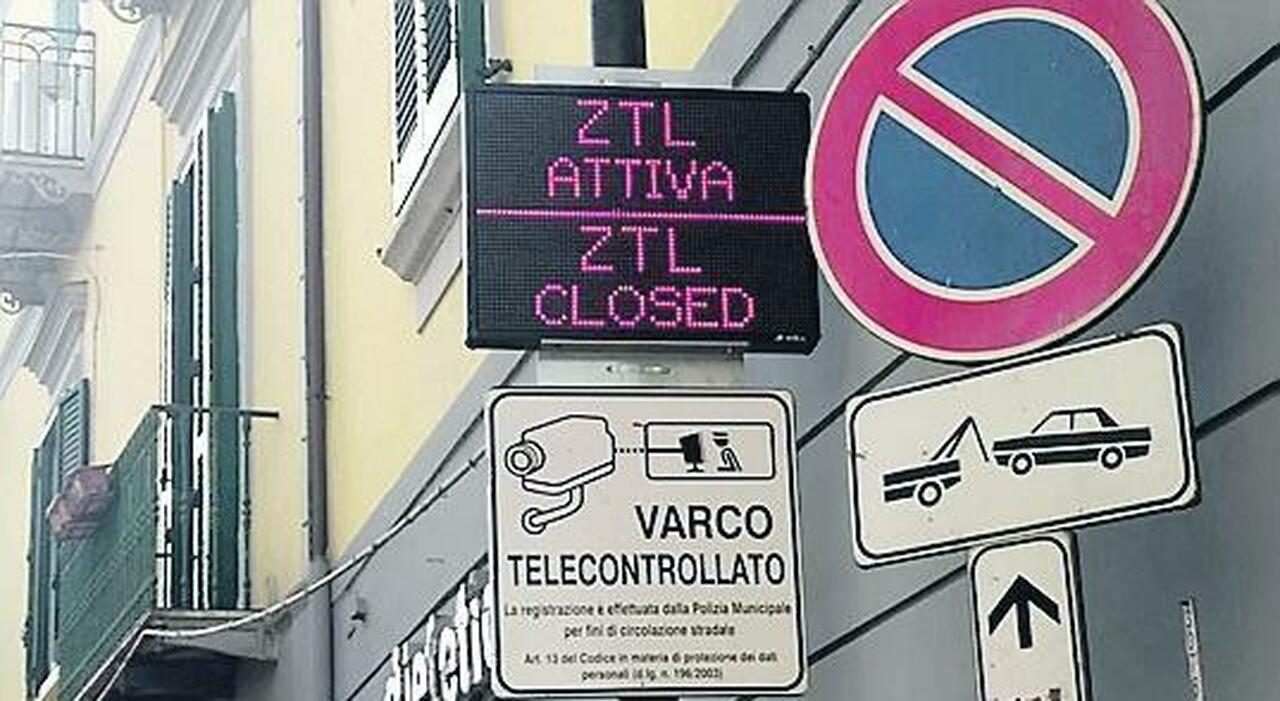 ZTL
ATTIVA
ZTL
CLOSED
VARCO
TELECONTROLLATO
La registrazione è effettuata dalla Polizia Municipale
per fini di circolazione stradale
Art. 13 del Codice in materia di protezione dei dati
personali (d.lg. n. 196/2003)